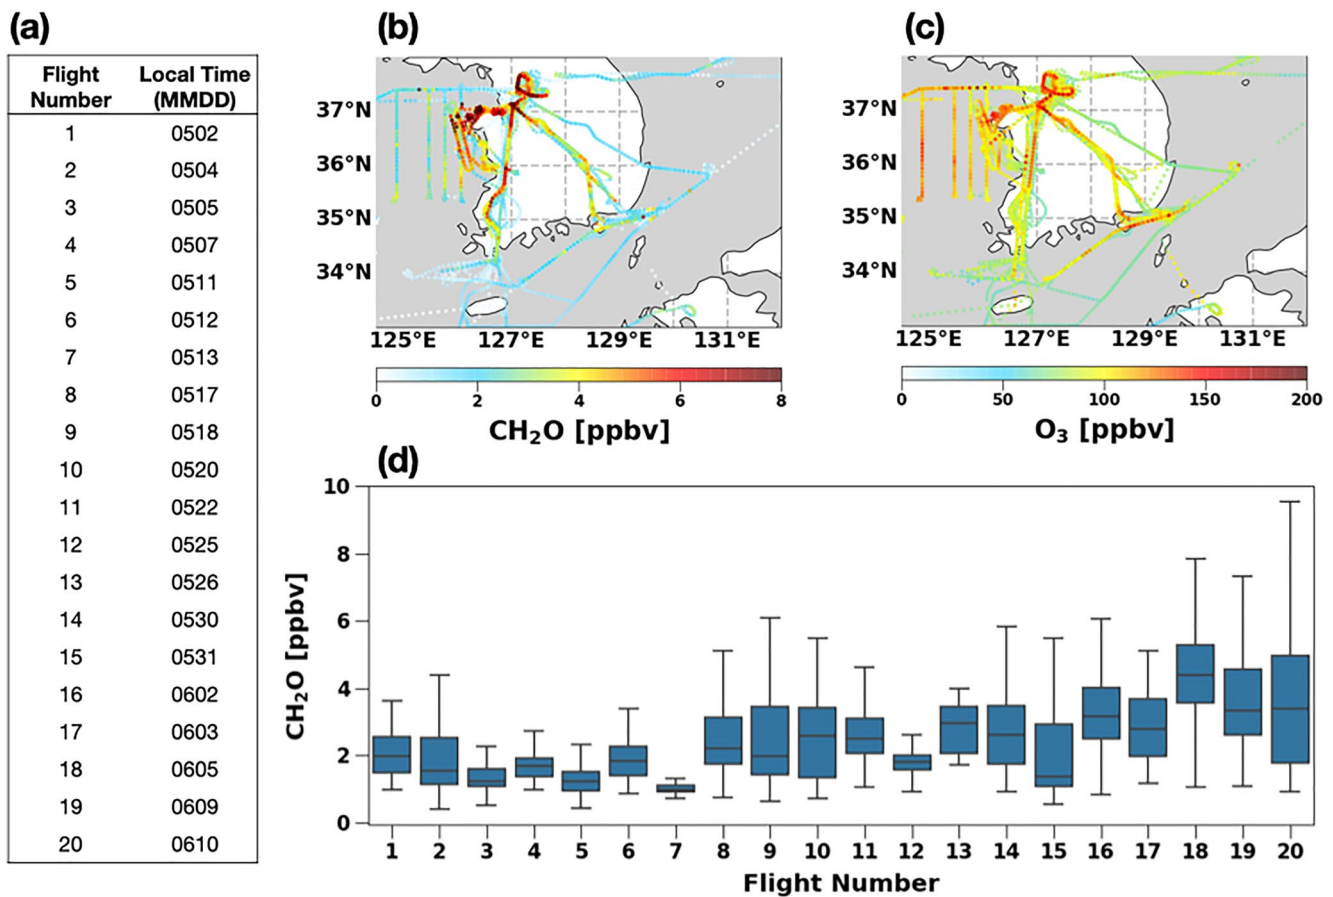 (a)
Flight Number Local Time (MMDD)
1 0502
2 0504
3 0505
4 0507
5 0511
6 0512
7 0513
8 0517
9 0518
10 0520
11 0522
12 0525
13 0526
14 0530
15 0531
16 0602
17 0603
18 0605
19 0609
20 0610
(b)
37°N
36°N
35°N
34°N
125°E 127°E 129°E 131°E
0 2 4 6 8
CH₂O [ppbv]
(c)
37°N
36°N
35°N
34°N
125°E 127°E 129°E 131°E
0 50 100 150 200
O₃ [ppbv]
(d)
CH₂O [ppbv]
10
8
6
4
2
0
1 2 3 4 5 6 7 8 9 10 11 12 13 14 15 16 17 18 19 20
Flight Number